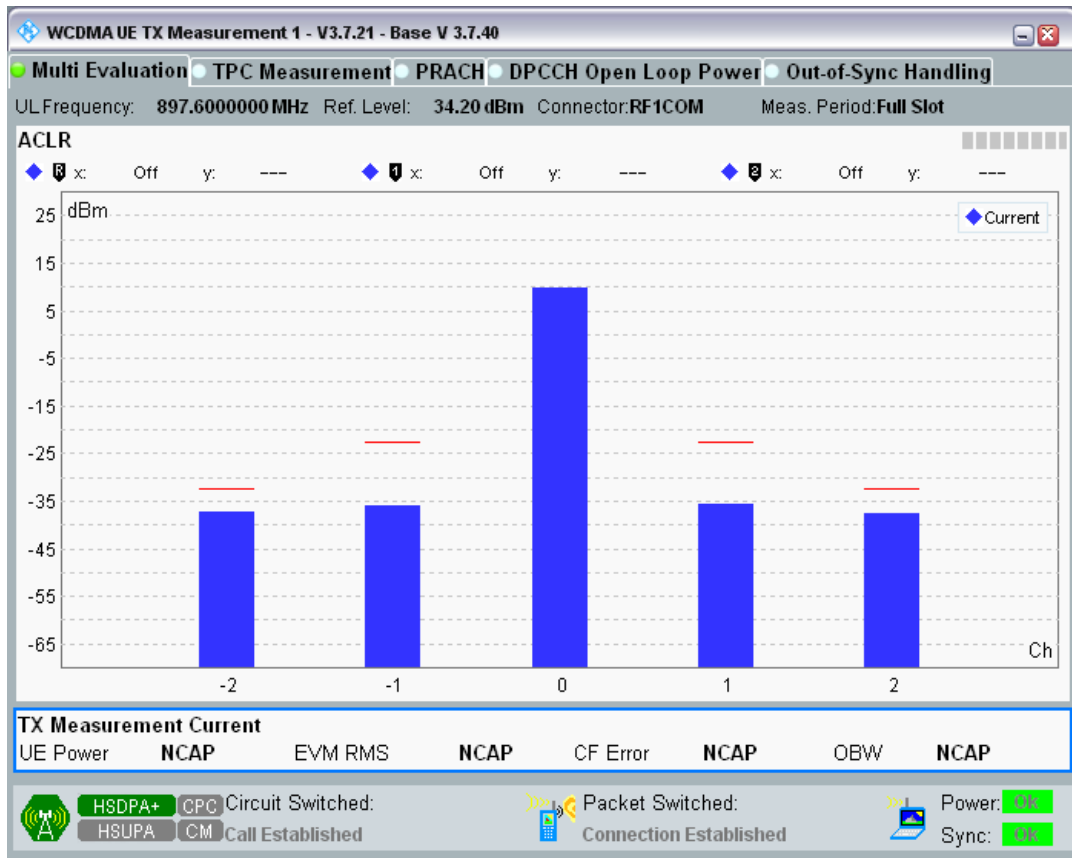 WCDMA UE TX Measurement 1 - V3.7.21 - Base V 3.7.40
Multi Evaluation TPC Measurement PRACH DPCCH Open Loop Power Out-of-Sync Handling
UL Frequency: 897.6000000 MHz Ref. Level: 34.20 dBm Connector:RF1COM Meas. Period:Full Slot
ACLR
R x: Off y: --- 1 x: Off y: --- 2 x: Off y: ---
dBm
Current
25
15
5
-5
-15
-25
-35
-45
-55
-65
Ch
-2 -1 0 1 2
TX Measurement Current
UE Power NCAP EVM RMS NCAP CF Error NCAP OBW NCAP
HSDPA+ CPC Circuit Switched: Packet Switched: Power: OK
HSUPA CM Call Established Connection Established Sync: OK